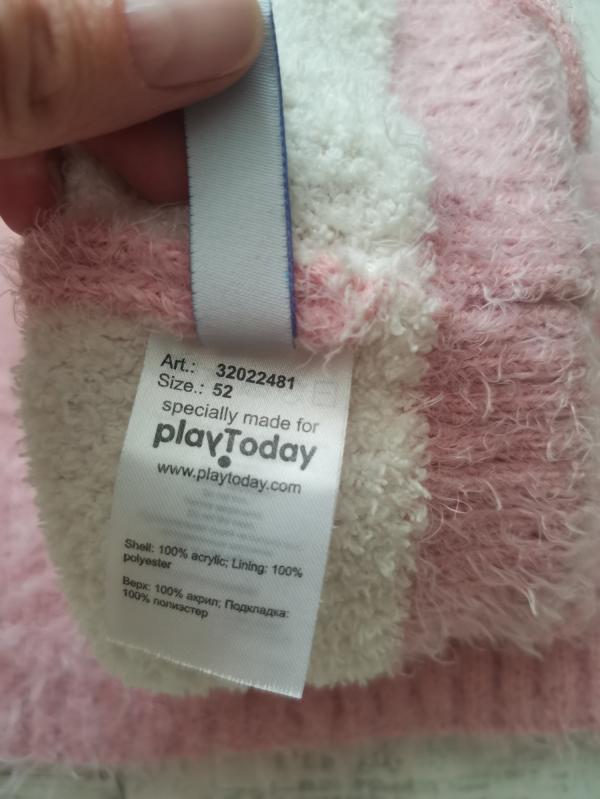 Art.: 32022481
Size.: 52
specially made for
playToday
www.playtoday.com
Shell: 100% acrylic; Lining: 100%
polyester
Верх: 100% акрил; Подкладка:
100% полиэстер